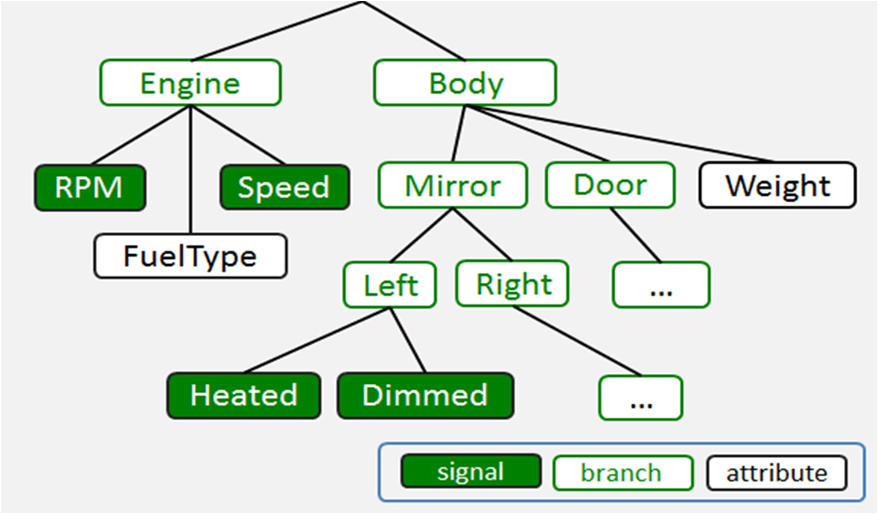 Engine
Body
RPM
Speed
Mirror
Door
Weight
FuelType
Left
Right
...
Heated
Dimmed
...
signal
branch
attribute